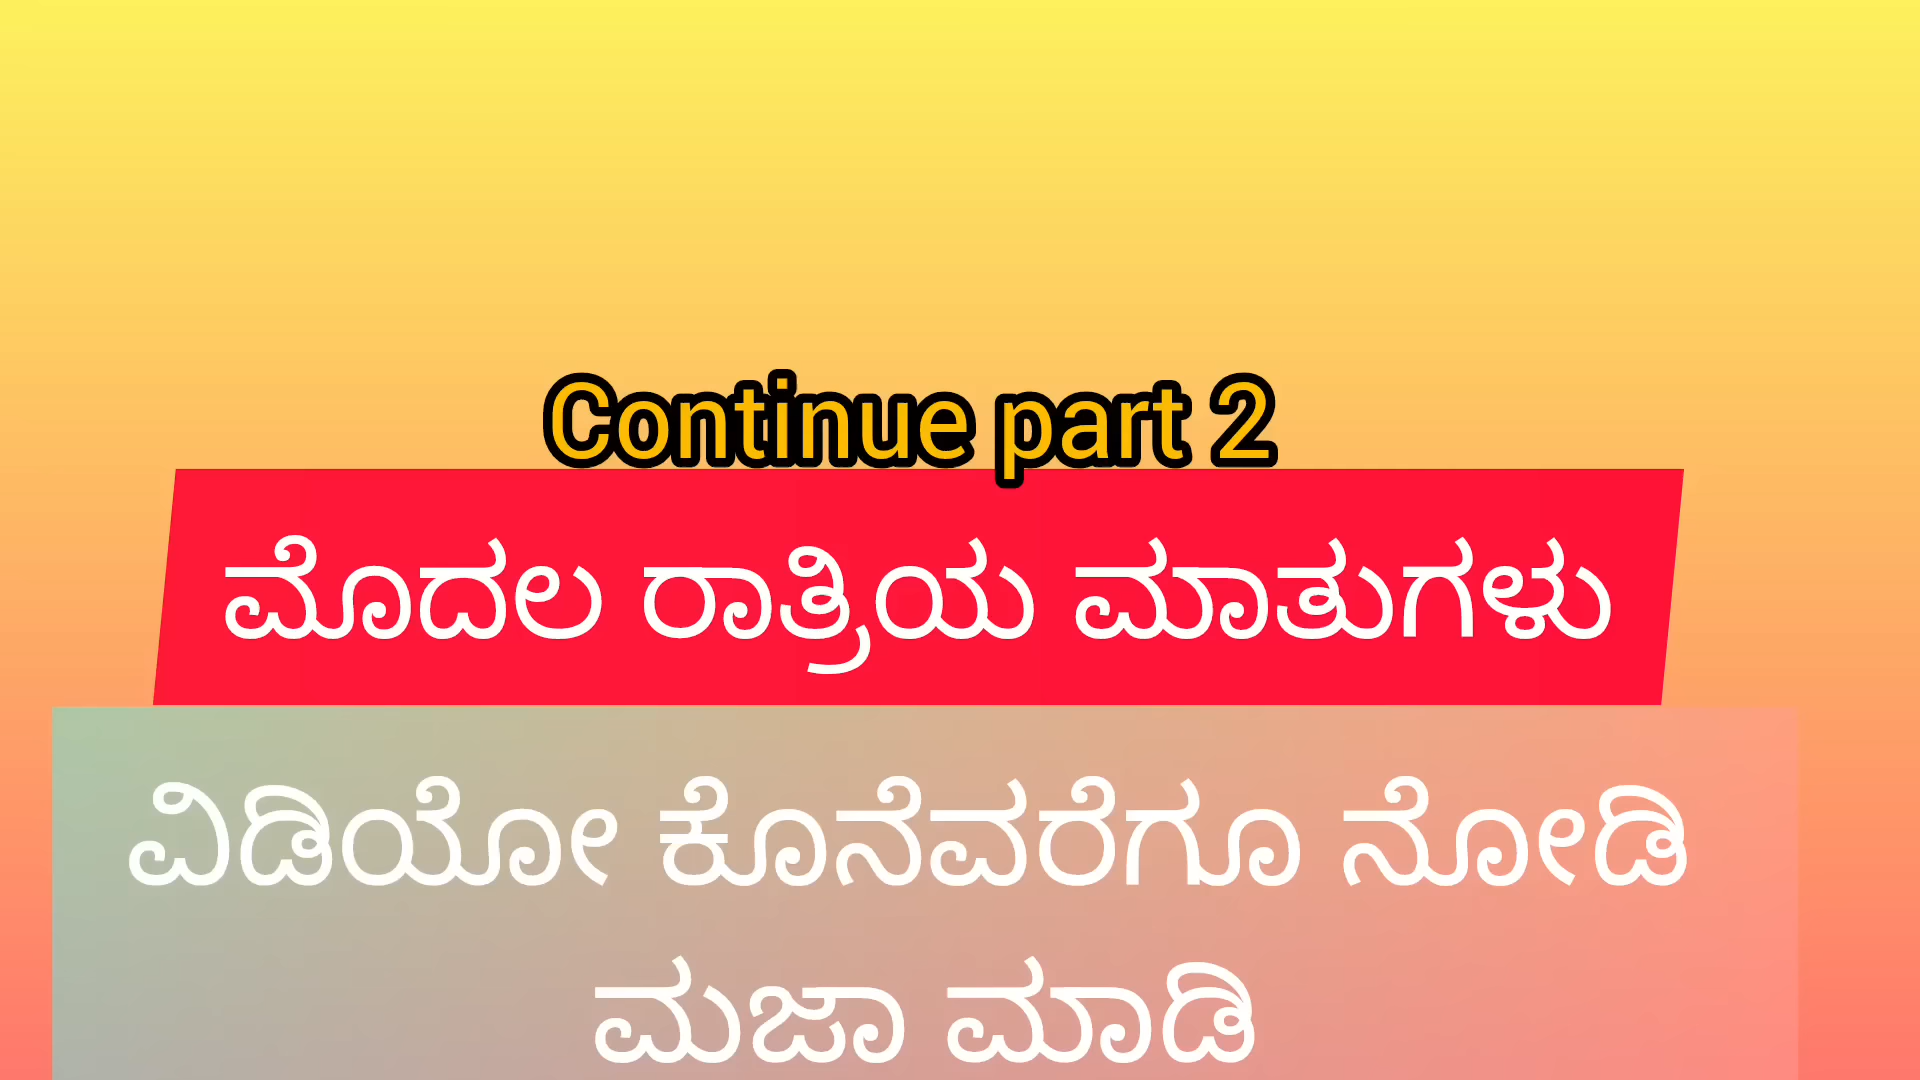 Continue part 2
ಮೊದಲ ರಾತ್ರಿಯ ಮಾತುಗಳು
ವಿಡಿಯೋ ಕೊನೆವರೆಗೂ ನೋಡಿ
ಮಜಾ ಮಾಡಿ